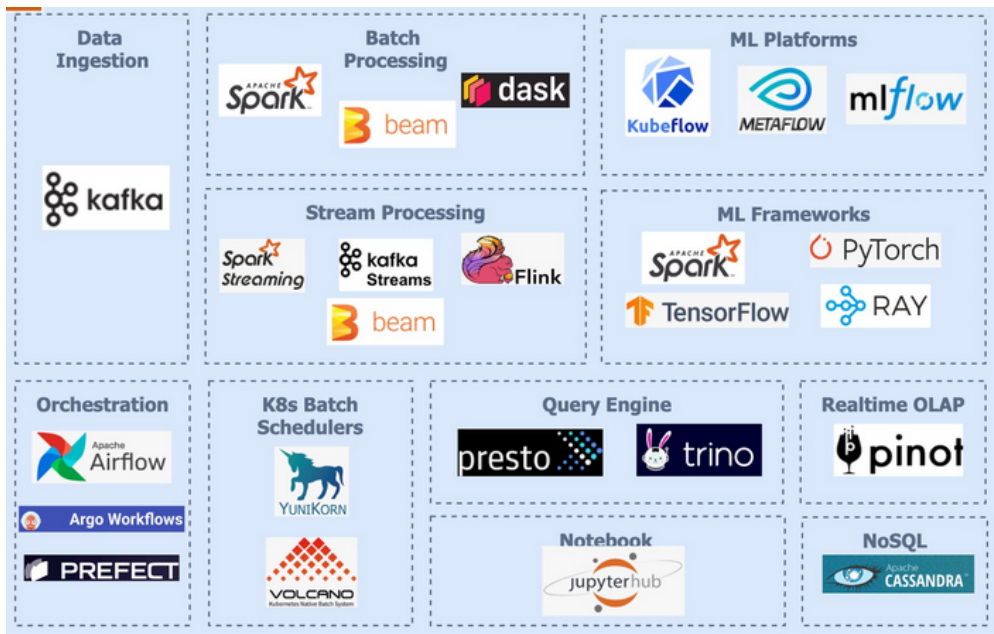 Data
Ingestion
kafka
Batch
Processing
APACHE
Spark™
beam
dask
Stream Processing
Spark
Streaming
kafka
Streams
Flink
beam
ML Platforms
Kubeflow
METAFLOW
mlflow
ML Frameworks
APACHE
Spark™
PyTorch
TensorFlow
RAY
Orchestration
Apache
Airflow
Argo Workflows
PREFECT
K8s Batch
Schedulers
YUNIKORN
VOLCANO
Kubernetes Native Batch System
Query Engine
presto
trino
Realtime OLAP
pinot
Notebook
jupyterhub
NoSQL
Apache
CASSANDRA